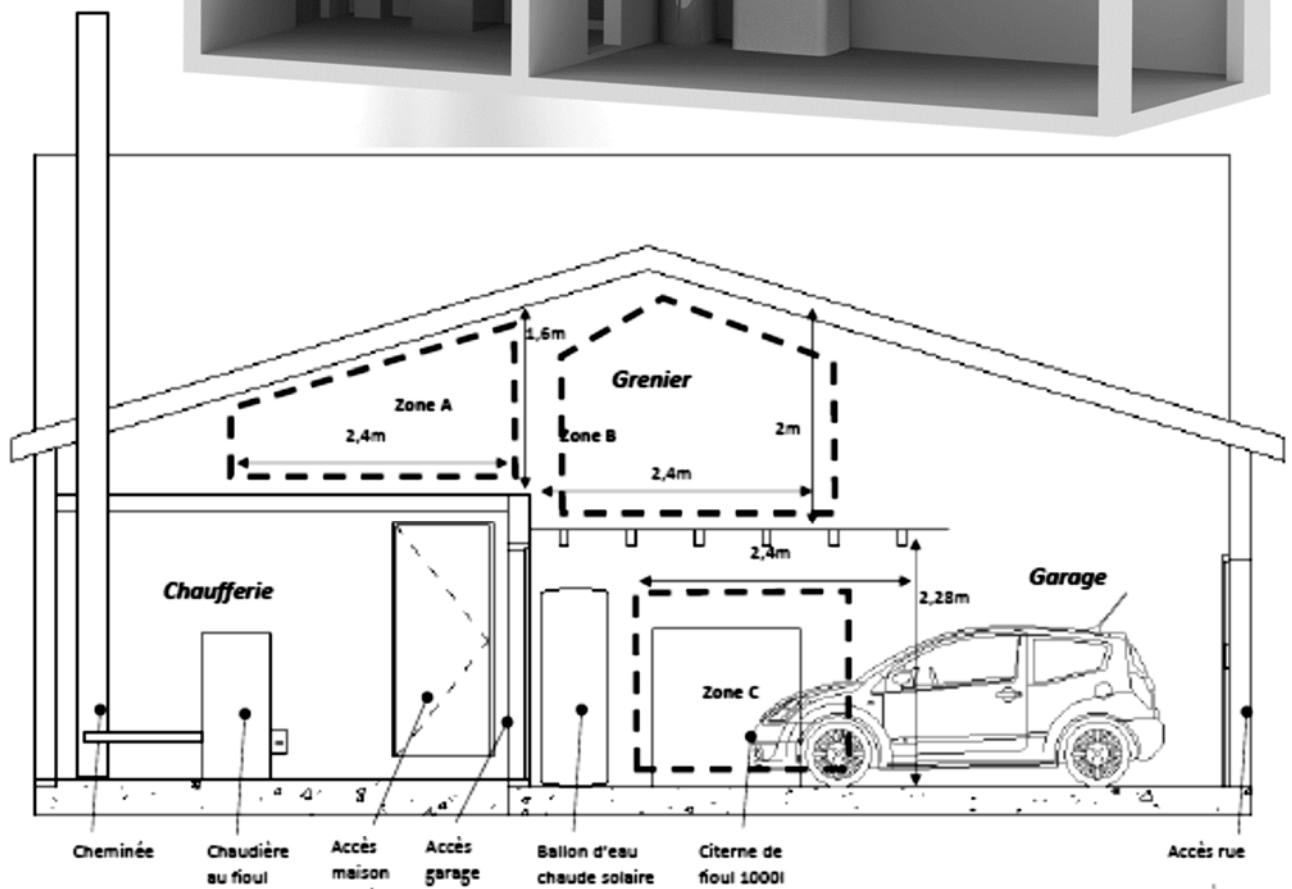 1,6m
Grenier
Zone A
2,4m
Zone B
2m
2,4m
2,4m
Chaufferie
Garage
2,28m
Zone C
Cheminée
Chaudière
au fioul
Accès
maison
Accès
garage
Ballon d'eau
chaude solaire
Citerne de
fioul 1000l
Accès rue